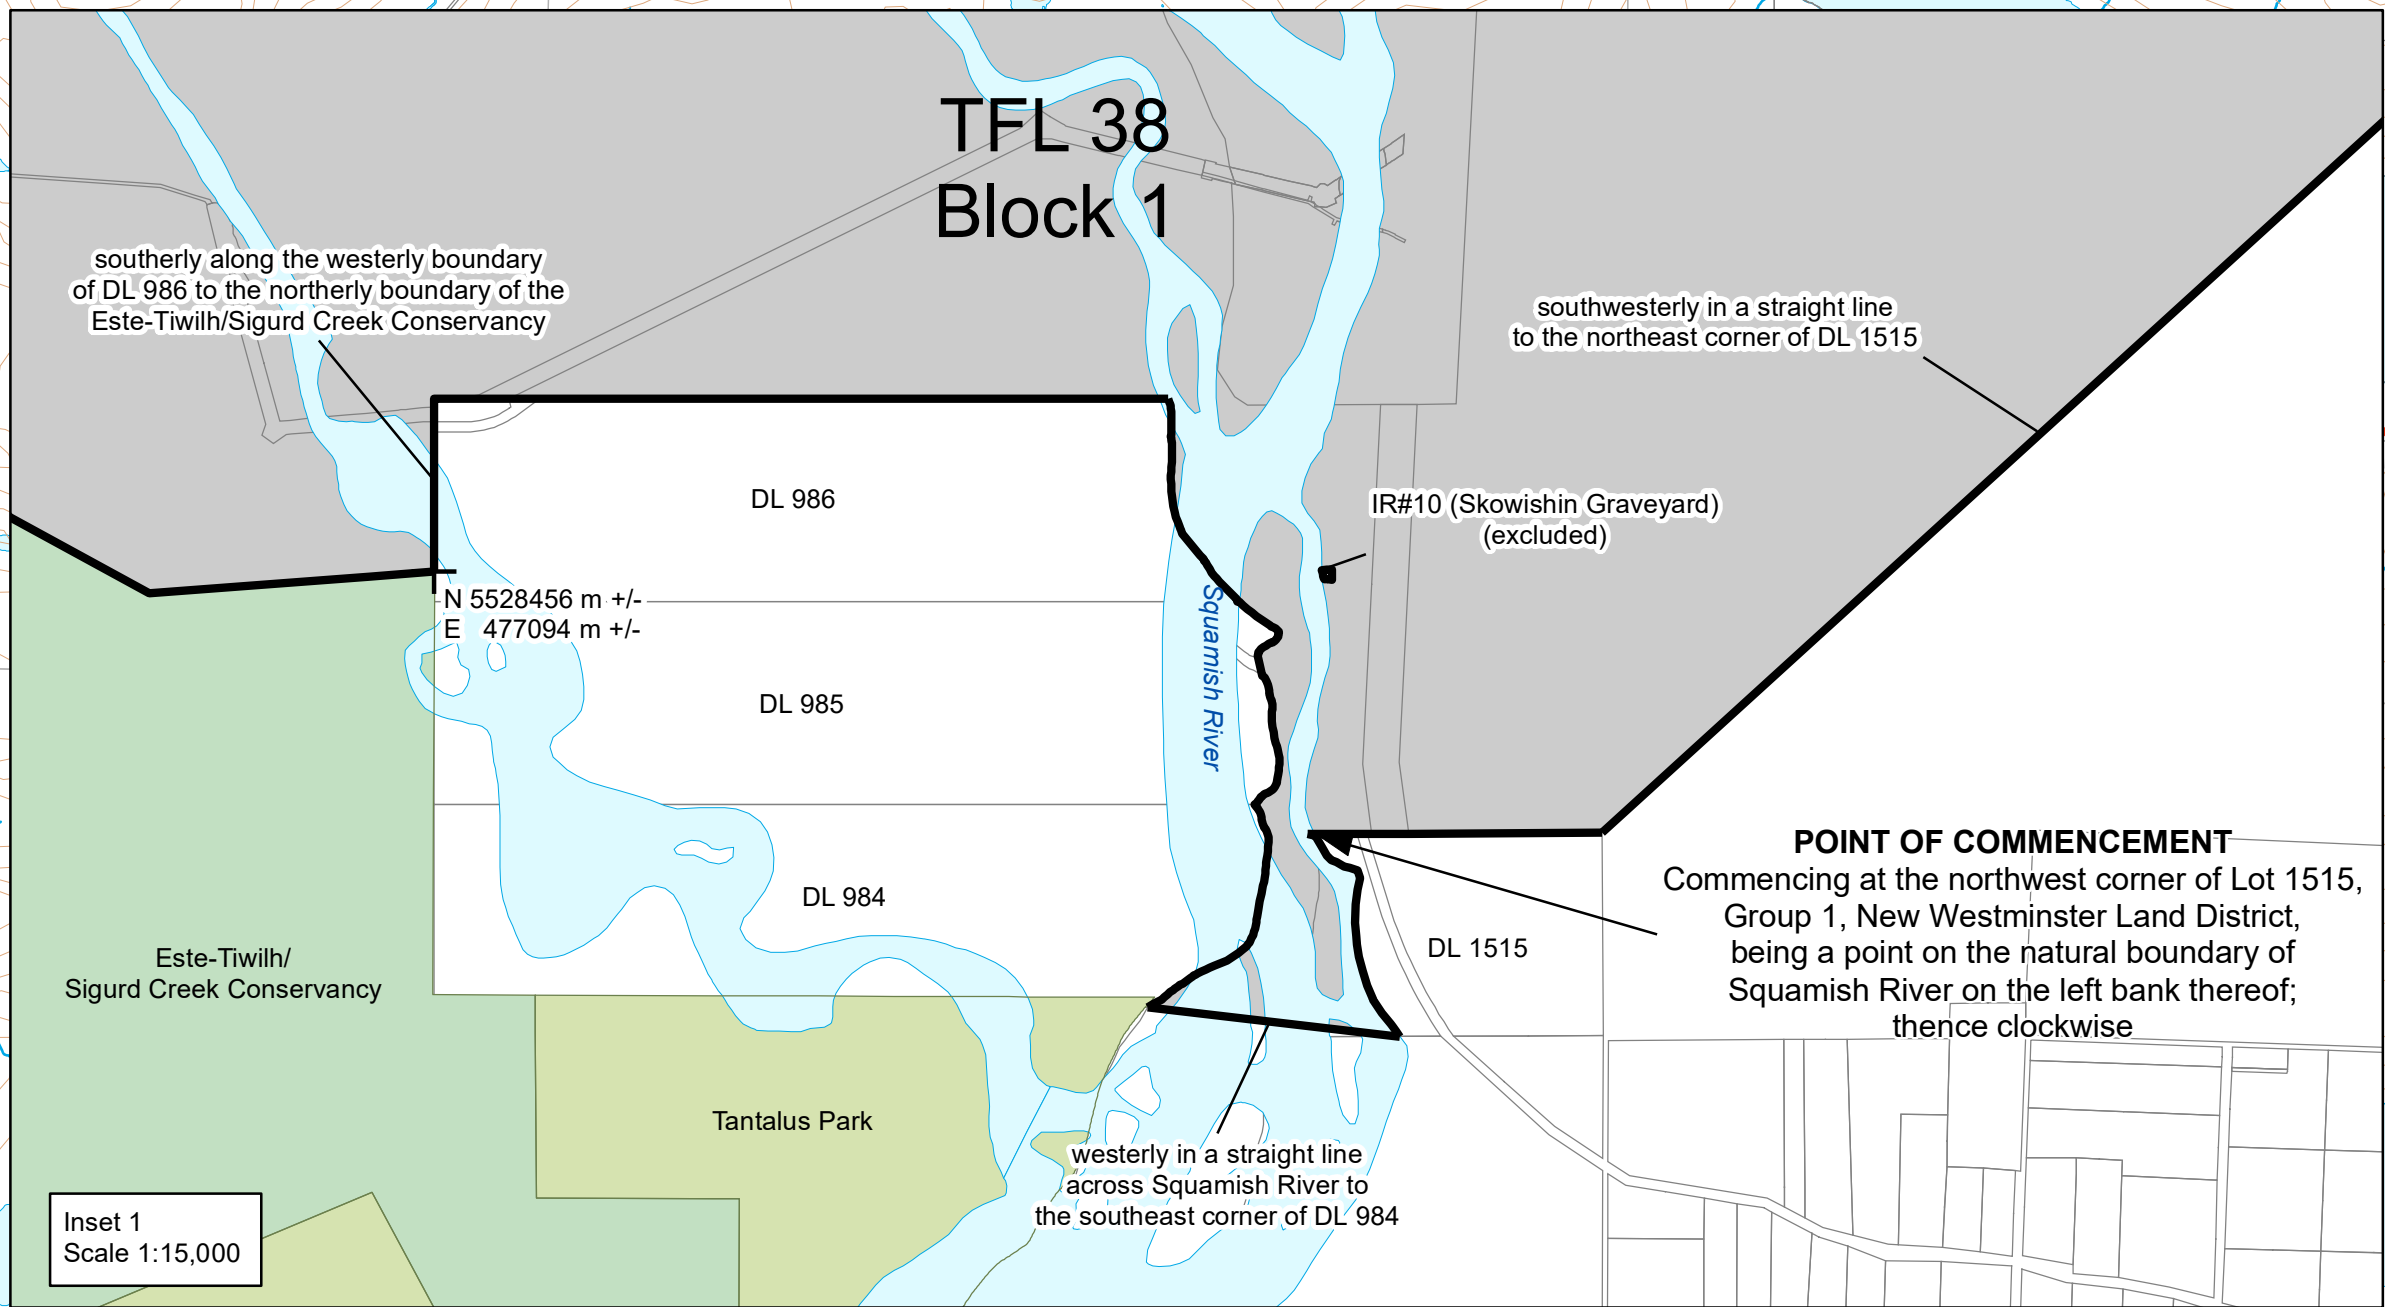 TFL 38
Block 1
southerly along the westerly boundary
of DL 986 to the northerly boundary of the
Este-Tiwilh/Sigurd Creek Conservancy
southwesterly in a straight line
to the northeast corner of DL 1515
DL 986
IR#10 (Skowishin Graveyard)
(excluded)
N 5528456 m +/-
E 477094 m +/-
Squamish River
DL 985
DL 984
POINT OF COMMENCEMENT
Commencing at the northwest corner of Lot 1515,
Group 1, New Westminster Land District,
being a point on the natural boundary of
Squamish River on the left bank thereof;
thence clockwise
DL 1515
Este-Tiwilh/
Sigurd Creek Conservancy
Tantalus Park
westerly in a straight line
across Squamish River to
the southeast corner of DL 984
Inset 1
Scale 1:15,000